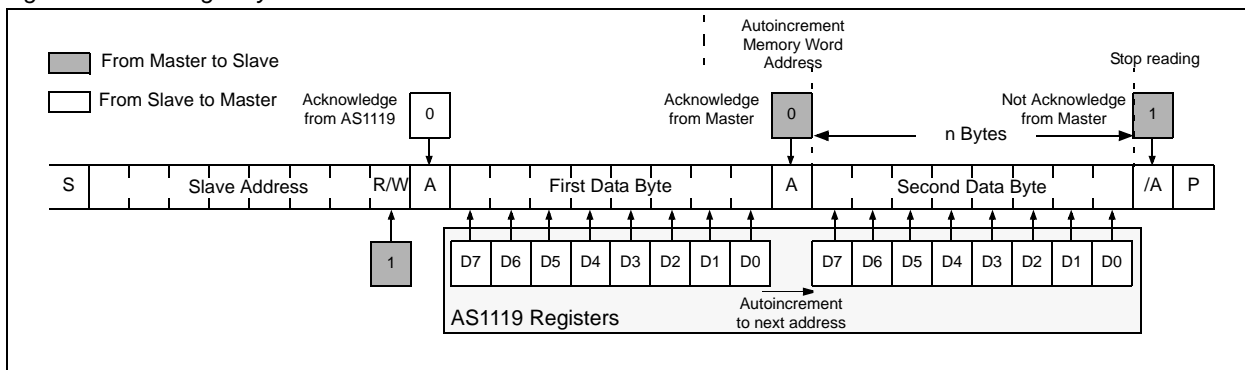 From Master to Slave
From Slave to Master
Acknowledge
from AS1119
0
Autoincrement
Memory Word
Address
Acknowledge
from Master
0
Stop reading
Not Acknowledge
from Master
1
n Bytes
S Slave Address R/W A First Data Byte A Second Data Byte /A P
1
D7 D6 D5 D4 D3 D2 D1 D0
D7 D6 D5 D4 D3 D2 D1 D0
Autoincrement
to next address
AS1119 Registers